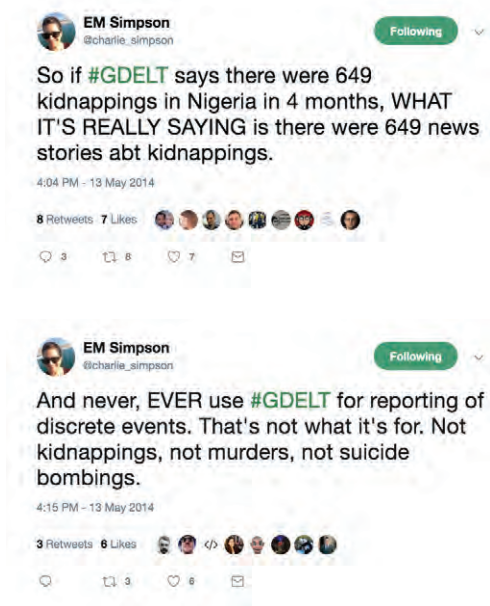 EM Simpson
@charlie_simpson
Following
So if #GDELT says there were 649
kidnappings in Nigeria in 4 months, WHAT
IT'S REALLY SAYING is there were 649 news
stories abt kidnappings.
4:04 PM - 13 May 2014
8 Retweets 7 Likes
3 8 7
EM Simpson
@charlie_simpson
Following
And never, EVER use #GDELT for reporting of
discrete events. That's not what it's for. Not
kidnappings, not murders, not suicide
bombings.
4:15 PM - 13 May 2014
3 Retweets 6 Likes
</>
3 6